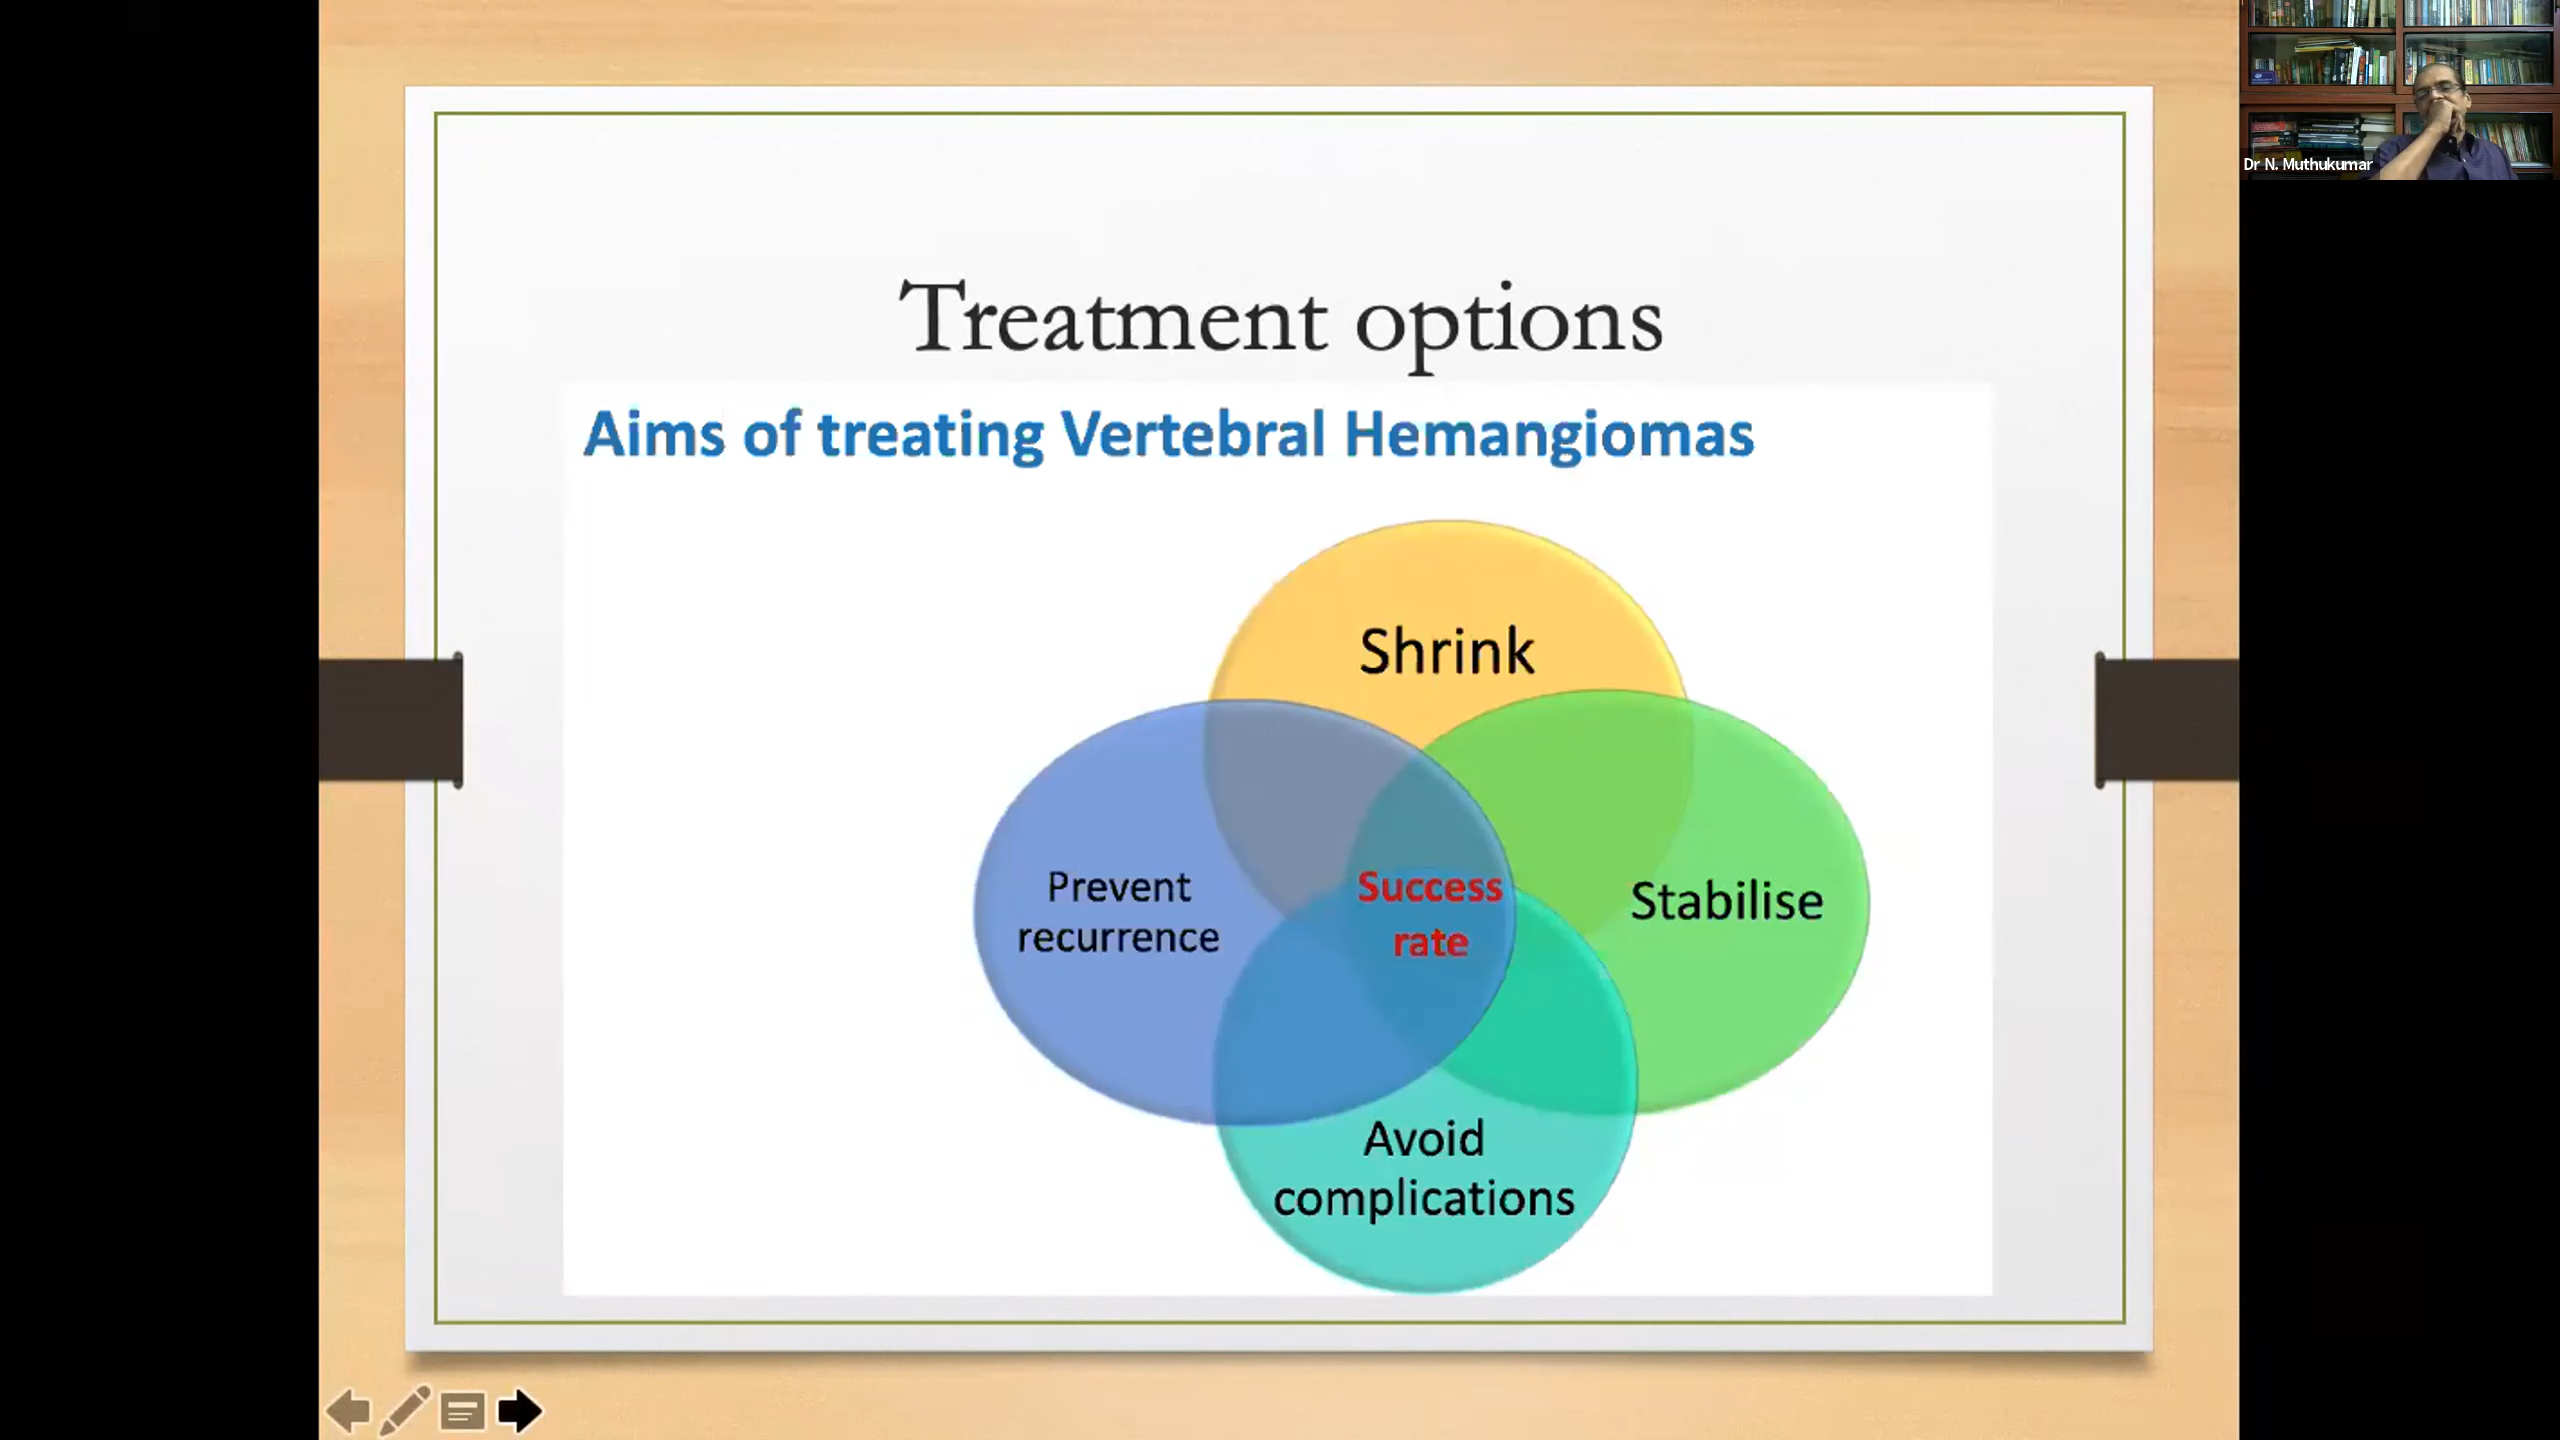 Treatment options
Aims of treating Vertebral Hemangiomas
Shrink
Prevent
recurrence
Success
rate
Stabilise
Avoid
complications
Dr N. Muthukumar